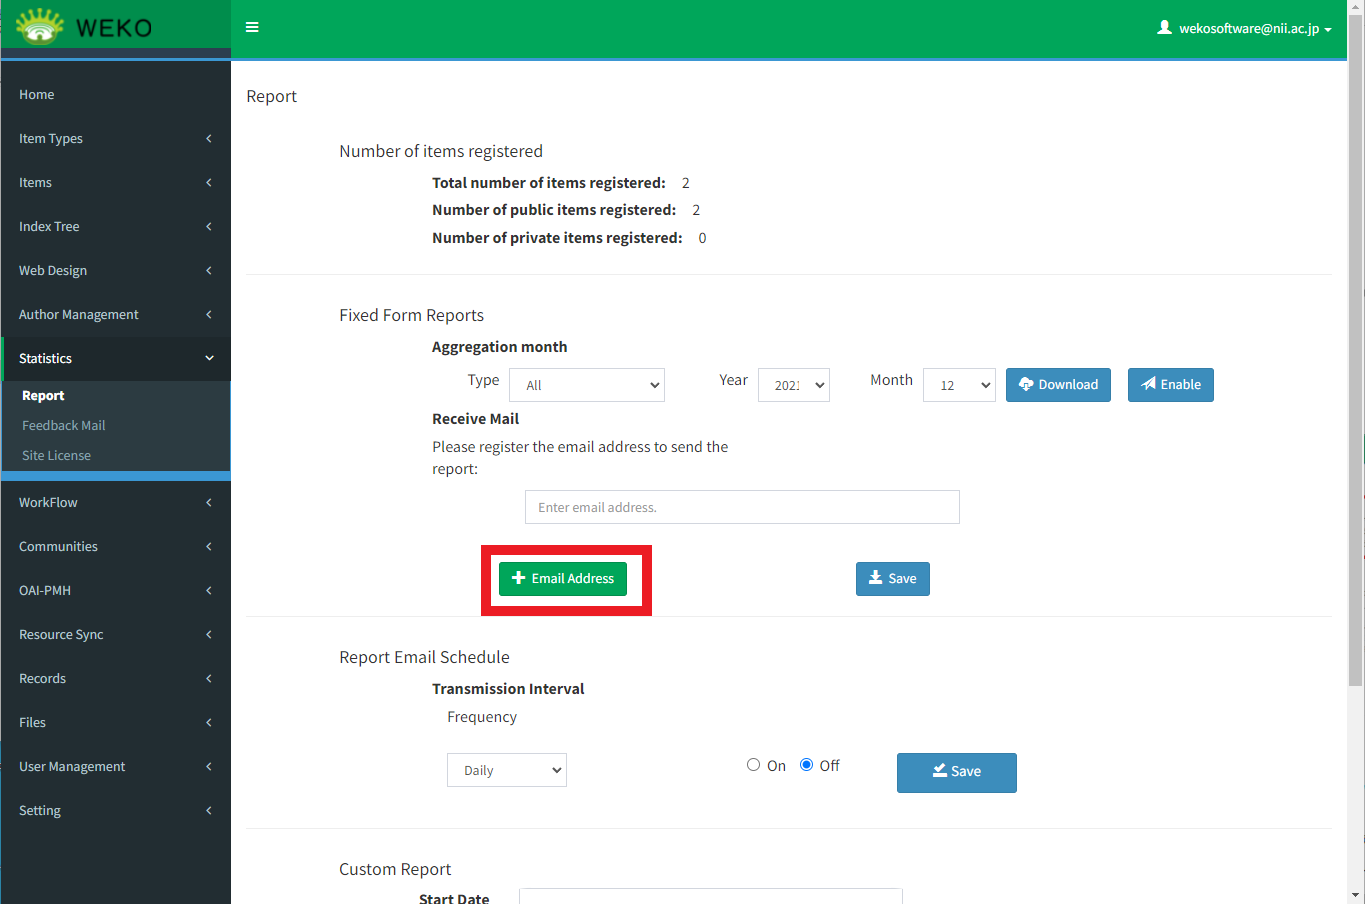 WEKO
wekosoftware@nii.ac.jp
Home
Item Types
Items
Index Tree
Web Design
Author Management
Statistics
Report
Feedback Mail
Site License
WorkFlow
Communities
OAI-PMH
Resource Sync
Records
Files
User Management
Setting
Report
Number of items registered
Total number of items registered: 2
Number of public items registered: 2
Number of private items registered: 0
Fixed Form Reports
Aggregation month
Type All Year 2021 Month 12 Download Enable
Receive Mail
Please register the email address to send the
report:
Enter email address.
Email Address Save
Report Email Schedule
Transmission Interval
Frequency
Daily On Off Save
Custom Report
Start Date